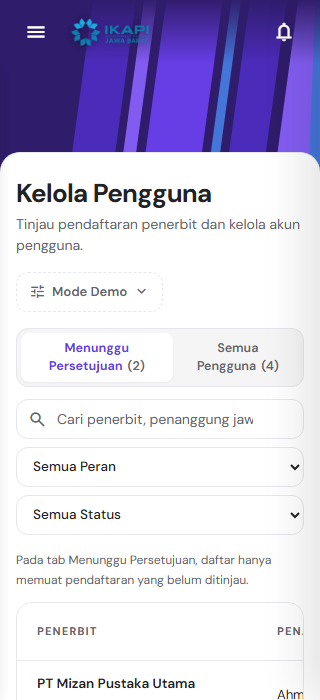 IKAPI
JAWA BARAT
Kelola Pengguna
Tinjau pendaftaran penerbit dan kelola akun
pengguna.
Mode Demo
Menunggu
Persetujuan (2)
Semua
Pengguna (4)
Cari penerbit, penanggung jaw
Semua Peran
Semua Status
Pada tab Menunggu Persetujuan, daftar hanya
memuat pendaftaran yang belum ditinjau.
PENERBIT PEN.
PT Mizan Pustaka Utama
Ahm